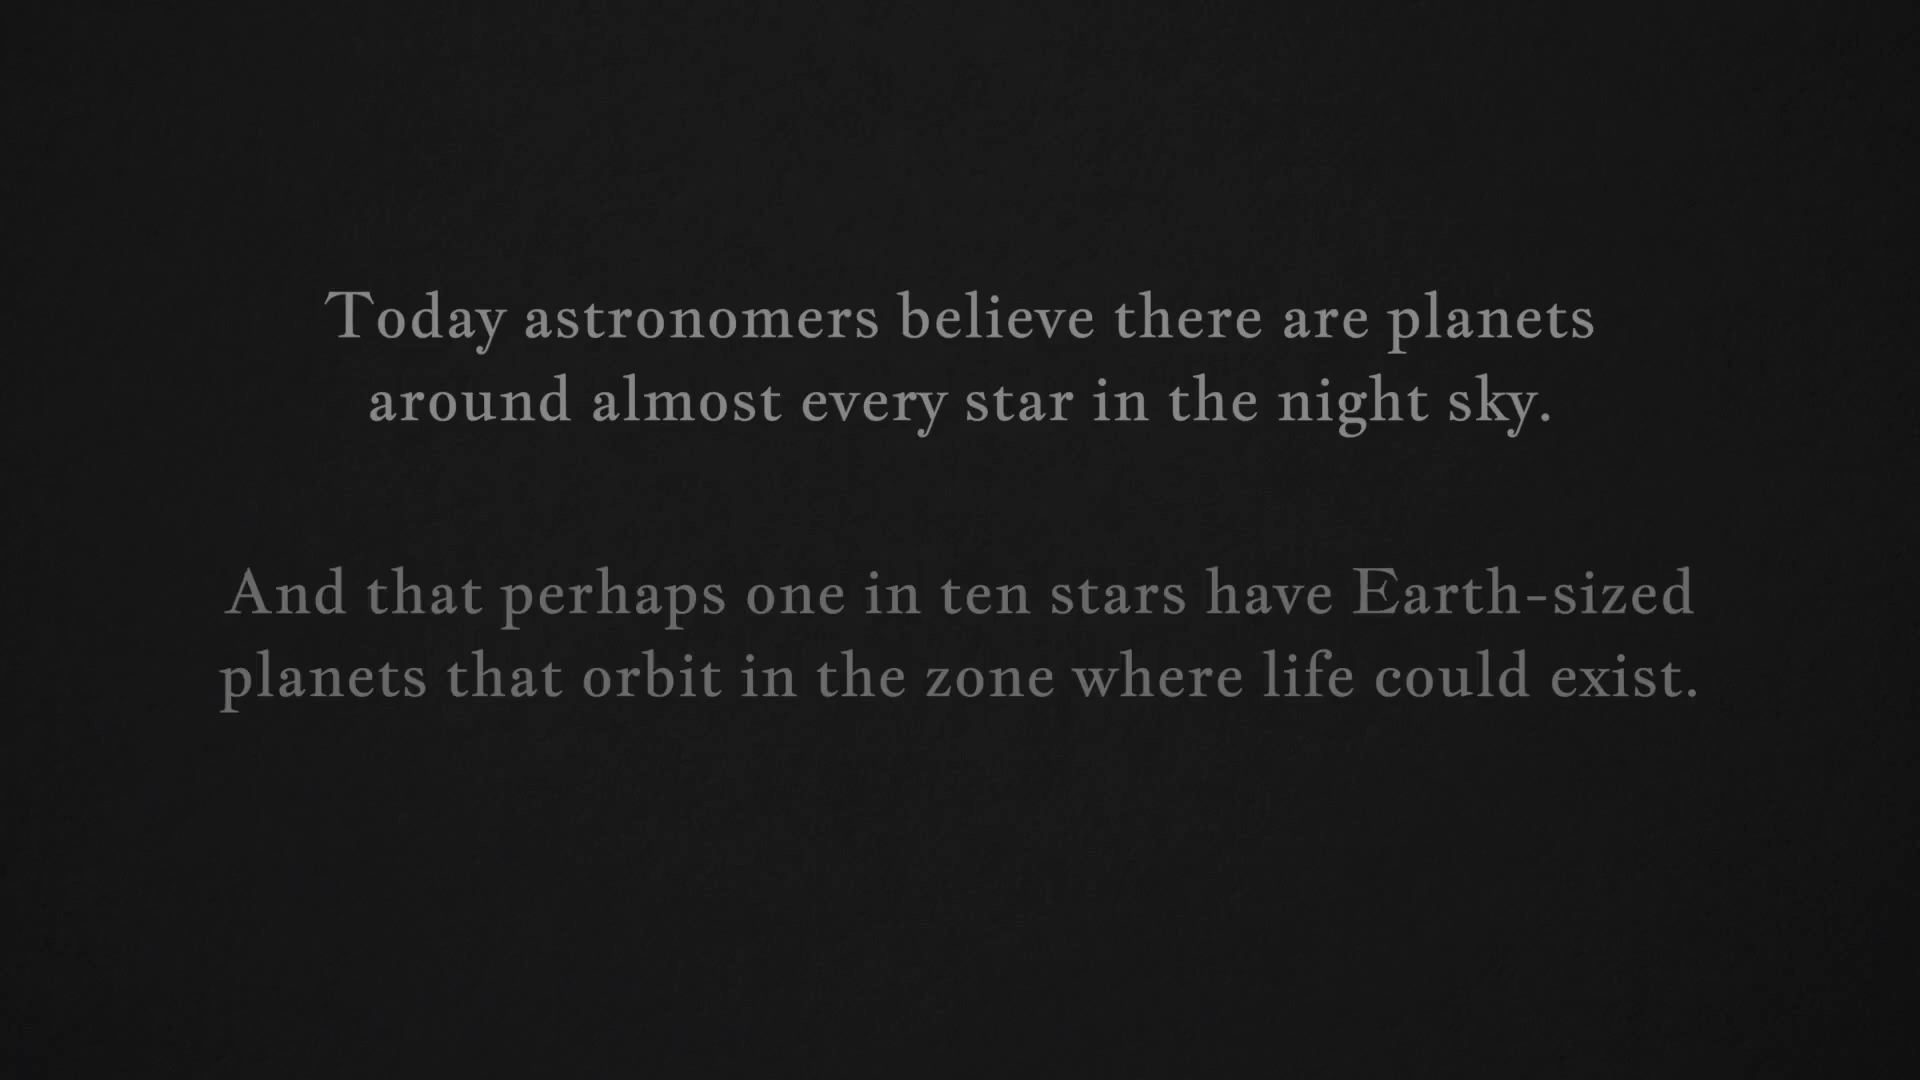 Today astronomers believe there are planets
around almost every star in the night sky.
And that perhaps one in ten stars have Earth-sized
planets that orbit in the zone where life could exist.